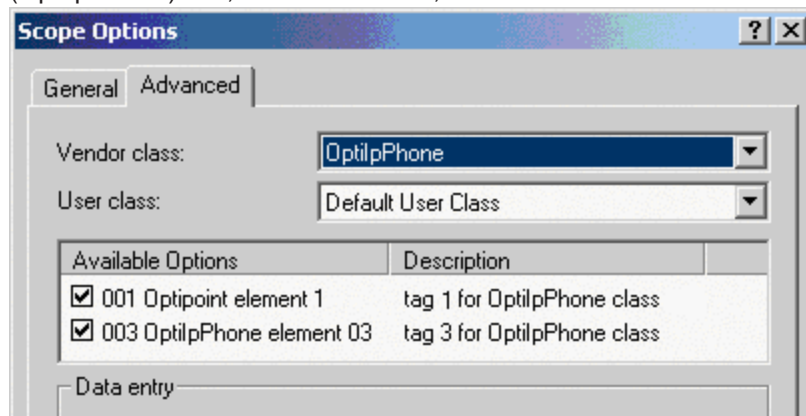 Scope Options
General Advanced
Vendor class: OptiIpPhone
User class: Default User Class
Available Options Description
001 Optipoint element 1 tag 1 for OptiIpPhone class
003 OptiIpPhone element 03 tag 3 for OptiIpPhone class
Data entry